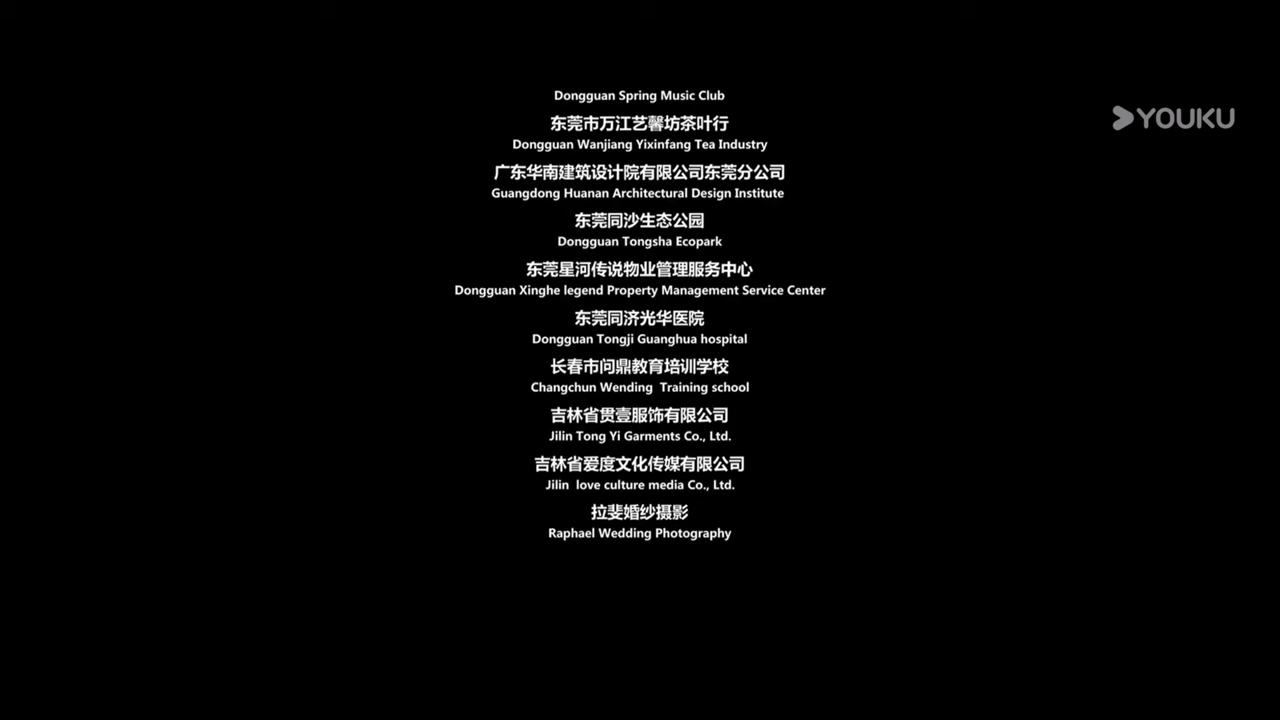 Dongguan Spring Music Club
YOUKU
东莞市万江艺馨坊茶叶行
Dongguan Wanjiang Yixinfang Tea Industry
广东华南建筑设计院有限公司东莞分公司
Guangdong Huanan Architectural Design Institute
东莞同沙生态公园
Dongguan Tongsha Ecopark
东莞星河传说物业管理服务中心
Dongguan Xinghe legend Property Management Service Center
东莞同济光华医院
Dongguan Tongji Guanghua hospital
长春市问鼎教育培训学校
Changchun Wending  Training school
吉林省贯壹服饰有限公司
Jilin Tong Yi Garments Co., Ltd.
吉林省爱度文化传媒有限公司
Jilin  love culture media Co., Ltd.
拉斐婚纱摄影
Raphael Wedding Photography